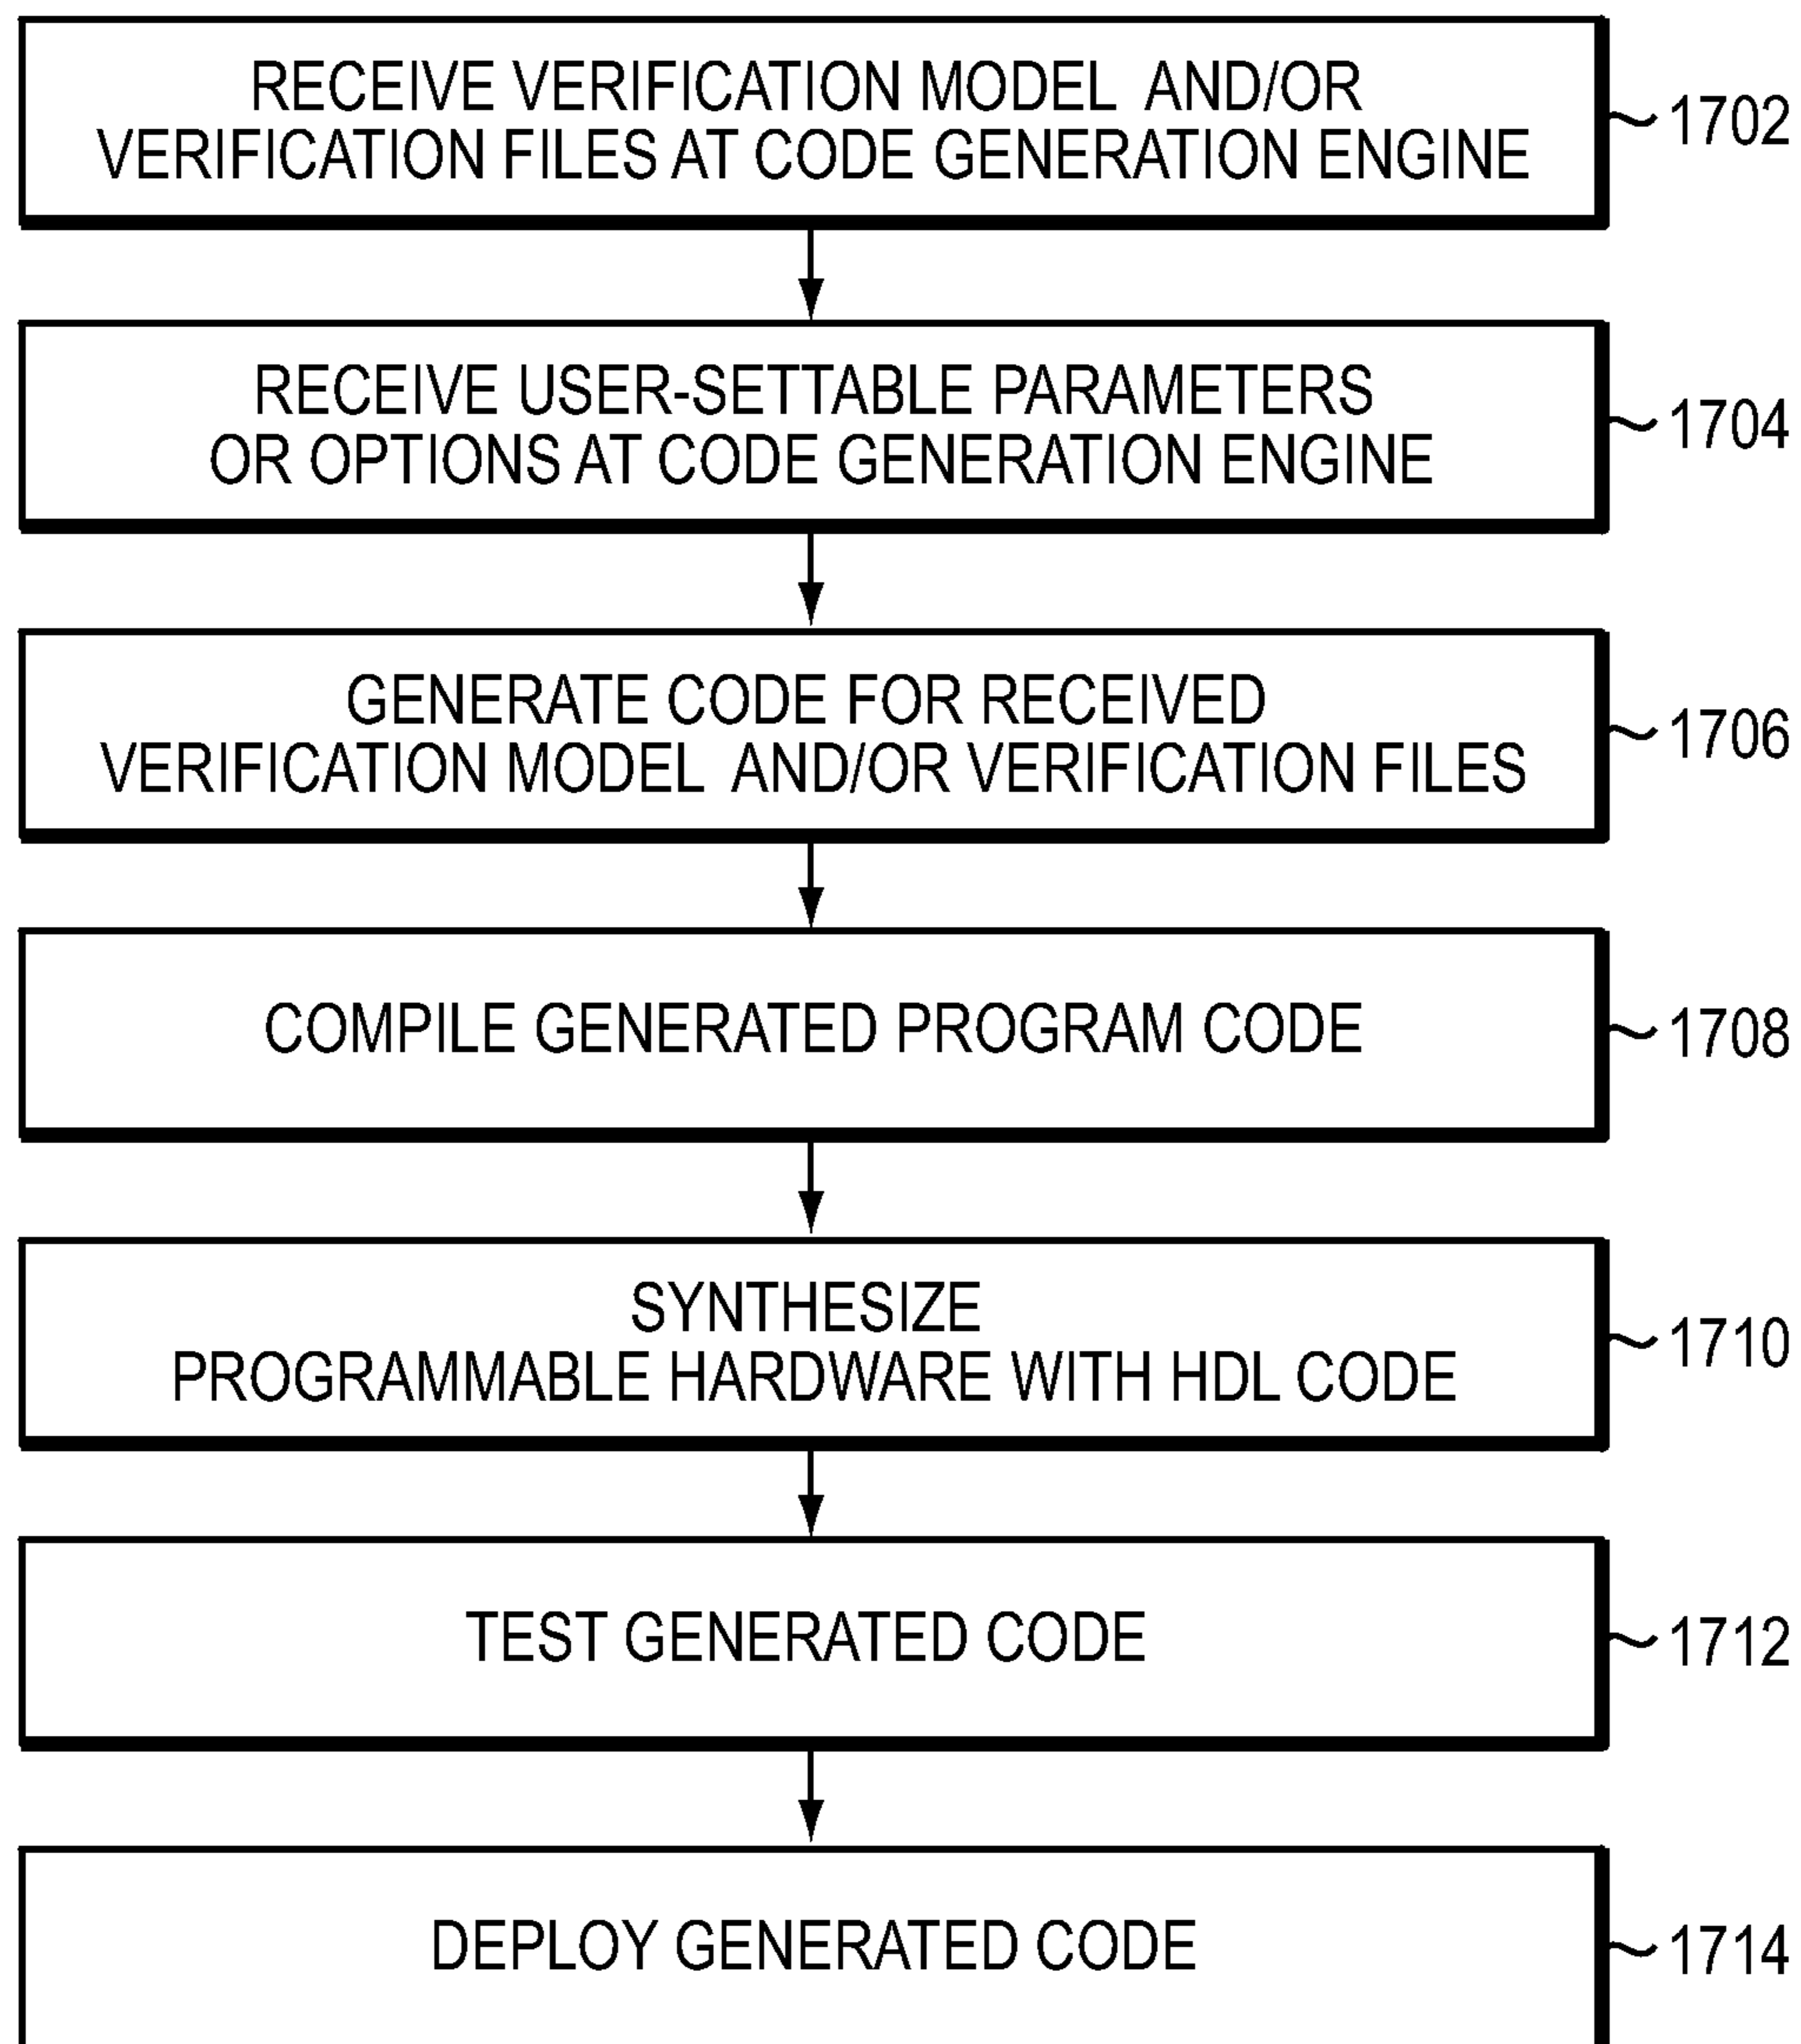 RECEIVE VERIFICATION MODEL AND/OR
VERIFICATION FILES AT CODE GENERATION ENGINE
1702
RECEIVE USER-SETTABLE PARAMETERS
OR OPTIONS AT CODE GENERATION ENGINE
1704
GENERATE CODE FOR RECEIVED
VERIFICATION MODEL AND/OR VERIFICATION FILES
1706
COMPILE GENERATED PROGRAM CODE
1708
SYNTHESIZE
PROGRAMMABLE HARDWARE WITH HDL CODE
1710
TEST GENERATED CODE
1712
DEPLOY GENERATED CODE
1714